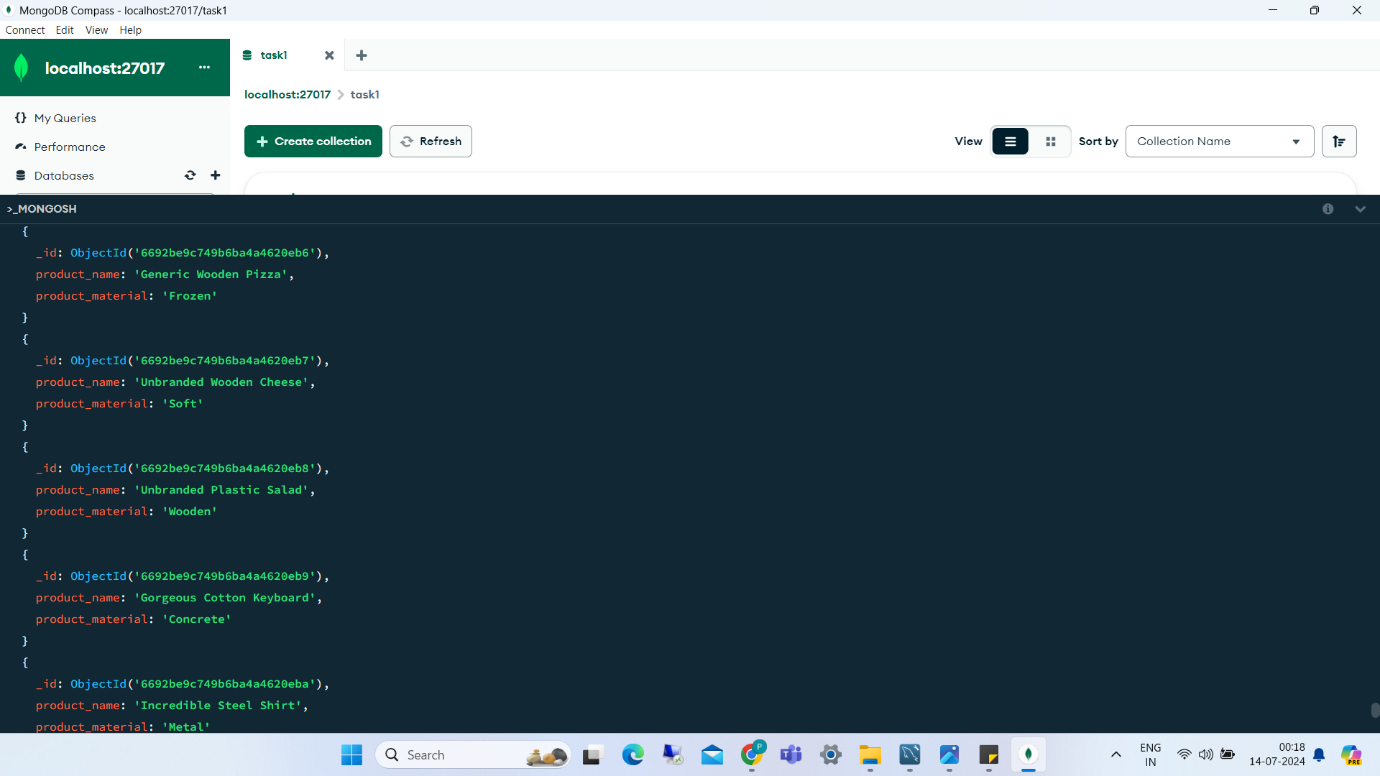 MongoDB Compass - localhost:27017/task1
Connect Edit View Help
localhost:27017 ...
task1
localhost:27017 > task1
{} My Queries
Performance
Databases
+ Create collection
Refresh
View
Sort by
Collection Name
>_MONGOSH
{
_id: ObjectId('6692be9c749b6ba4a4620eb6'),
product_name: 'Generic Wooden Pizza',
product_material: 'Frozen'
}
{
_id: ObjectId('6692be9c749b6ba4a4620eb7'),
product_name: 'Unbranded Wooden Cheese',
product_material: 'Soft'
}
{
_id: ObjectId('6692be9c749b6ba4a4620eb8'),
product_name: 'Unbranded Plastic Salad',
product_material: 'Wooden'
}
{
_id: ObjectId('6692be9c749b6ba4a4620eb9'),
product_name: 'Gorgeous Cotton Keyboard',
product_material: 'Concrete'
}
{
_id: ObjectId('6692be9c749b6ba4a4620eba'),
product_name: 'Incredible Steel Shirt',
product_material: 'Metal'
Search
P
ENG
IN
00:18
14-07-2024
PRE